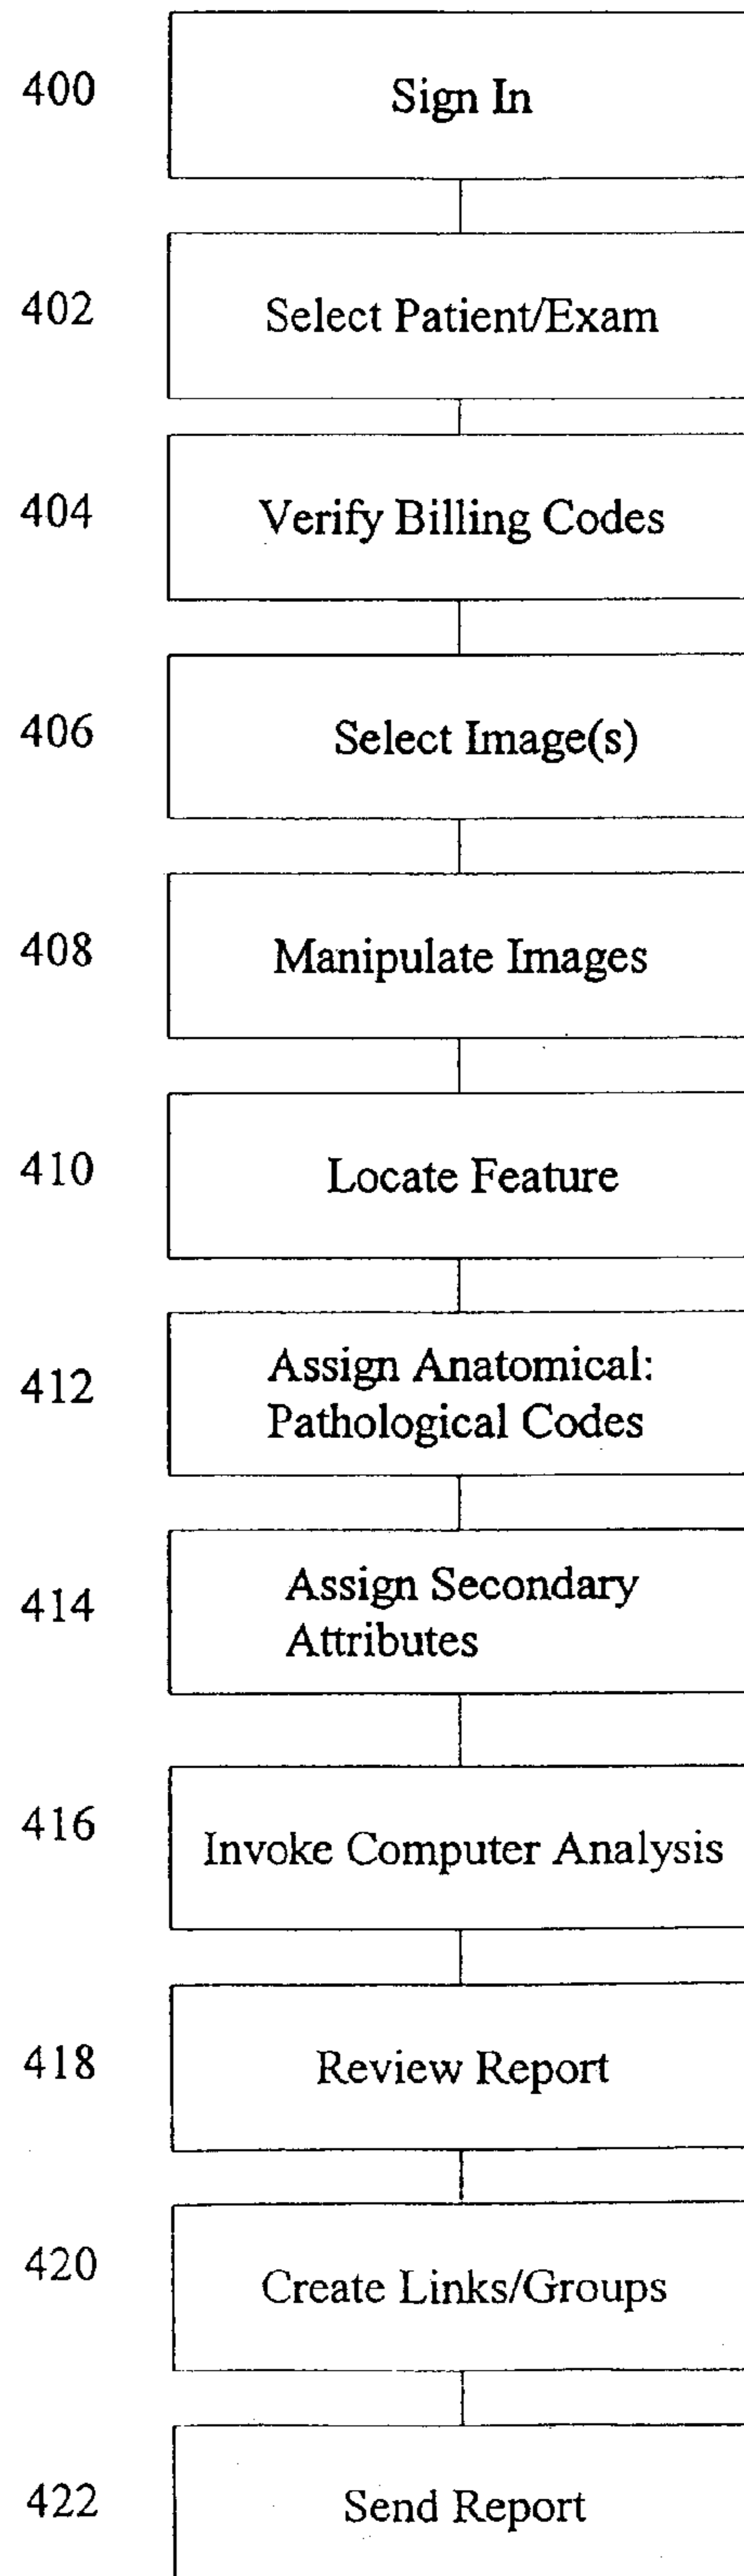 400 Sign In
402 Select Patient/Exam
404 Verify Billing Codes
406 Select Image(s)
408 Manipulate Images
410 Locate Feature
412 Assign Anatomical:
Pathological Codes
414 Assign Secondary
Attributes
416 Invoke Computer Analysis
418 Review Report
420 Create Links/Groups
422 Send Report